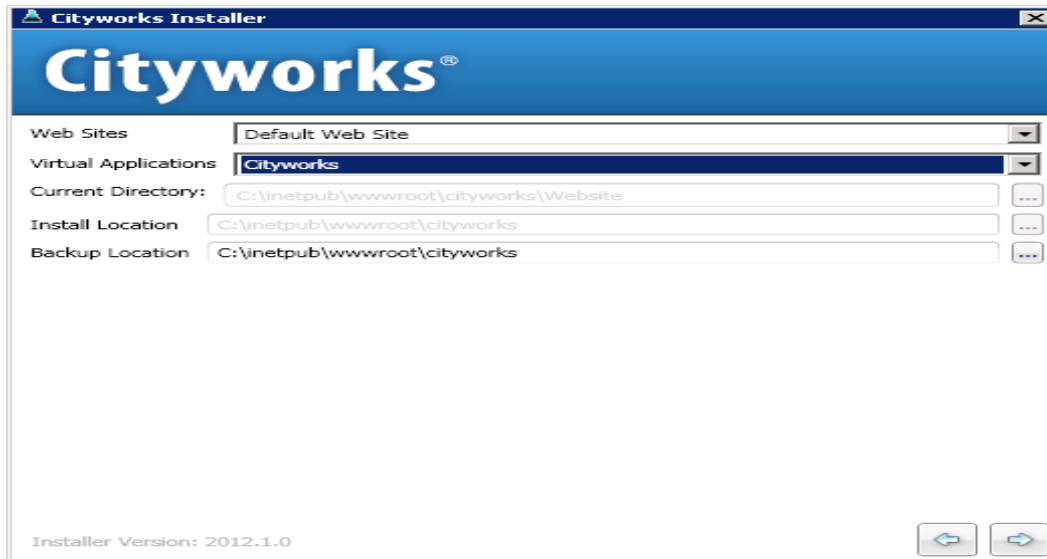 Cityworks Installer
Cityworks®
Web Sites Default Web Site
Virtual Applications Cityworks
Current Directory: C:\inetpub\wwwroot\cityworks\Website
...
Install Location C:\inetpub\wwwroot\cityworks
...
Backup Location C:\inetpub\wwwroot\cityworks
...
Installer Version: 2012.1.0